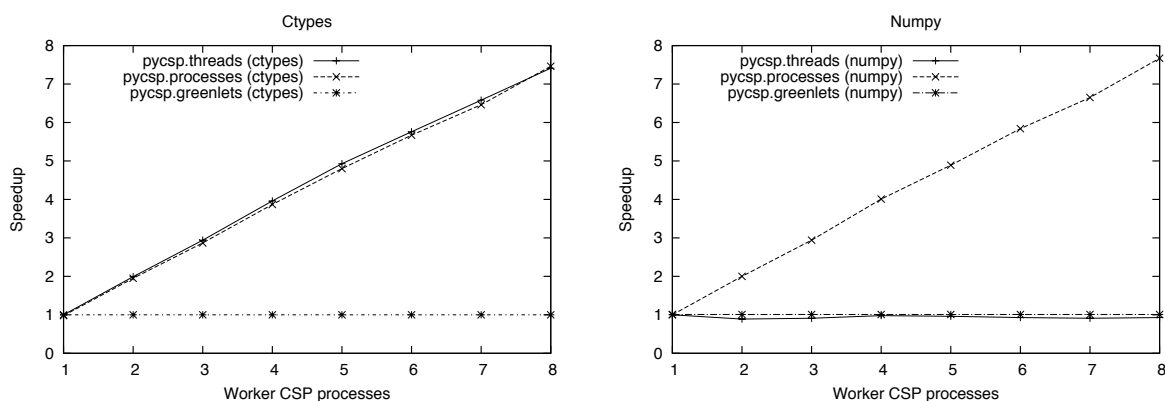 Ctypes
pycsp.threads (ctypes)
pycsp.processes (ctypes)
pycsp.greenlets (ctypes)
8
7
6
5
4
3
2
1
0
Speedup
1 2 3 4 5 6 7 8
Worker CSP processes
Numpy
pycsp.threads (numpy)
pycsp.processes (numpy)
pycsp.greenlets (numpy)
8
7
6
5
4
3
2
1
0
Speedup
1 2 3 4 5 6 7 8
Worker CSP processes